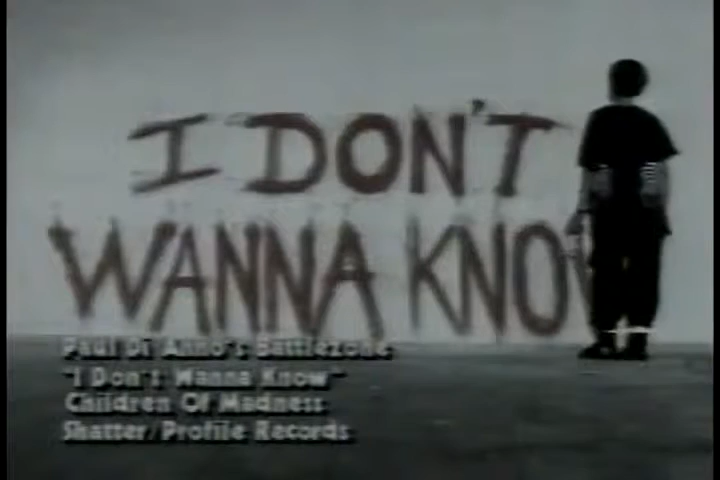 I DON'T
WANNA KNOW
Paul Di'Anno's Battlezone
"I Don't Wanna Know"
Children Of Madness
Shatter/Profile Records